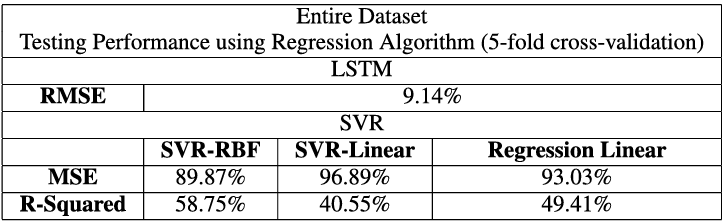 Entire Dataset
Testing Performance using Regression Algorithm (5-fold cross-validation)
LSTM
RMSE 9.14%
SVR
SVR-RBF SVR-Linear Regression Linear
MSE 89.87% 96.89% 93.03%
R-Squared 58.75% 40.55% 49.41%